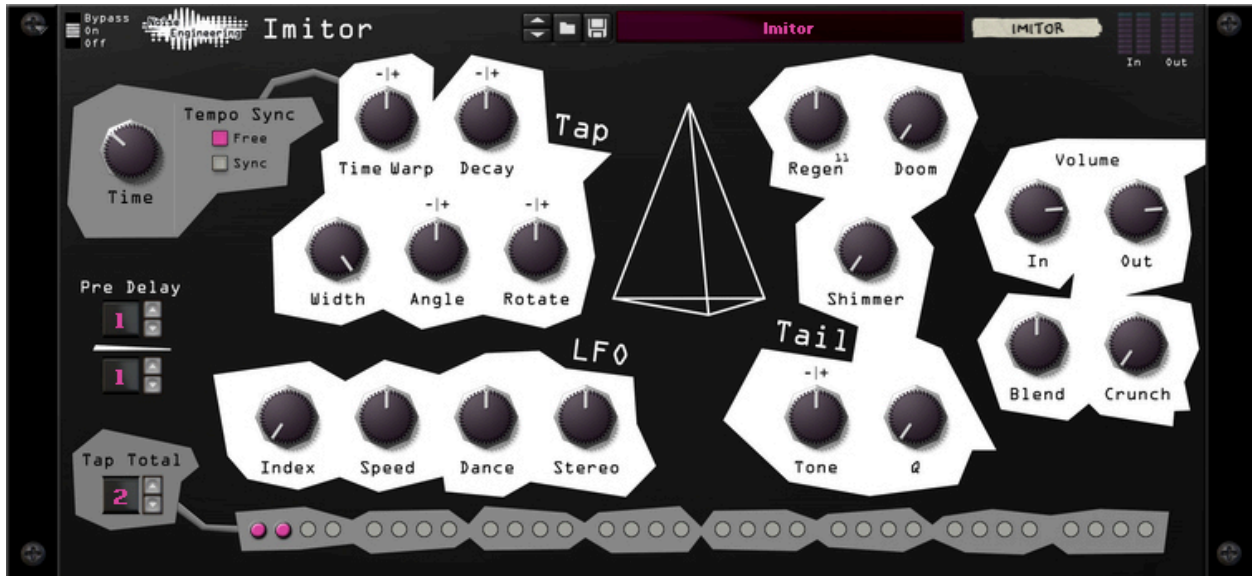 Bypass
On
Off
Noise
Engineering
Imitor
Imitor
IMITOR
In
Out
Tempo Sync
Free
Sync
Time
-|+
-|+
Time Warp
Decay
Tap
-|+
-|+
Width
Angle
Rotate
Regen
11
Doom
Shimmer
Volume
In
Out
Blend
Crunch
Pre Delay
1
1
LFO
Index
Speed
Dance
Stereo
Tail
-|+
Tone
Q
Tap Total
2